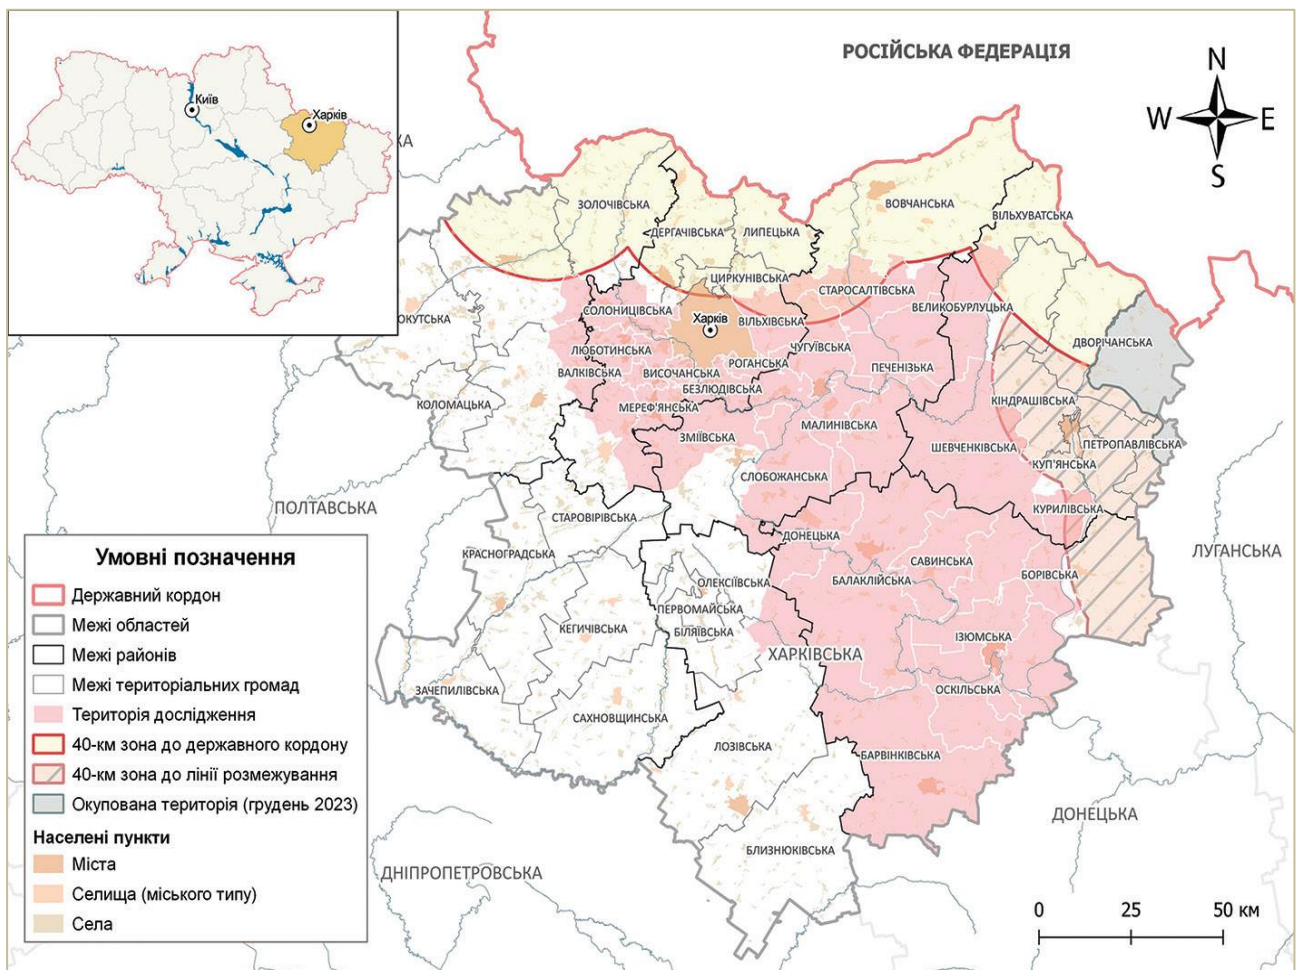 РОСІЙСЬКА ФЕДЕРАЦІЯ
N
W
E
S
Київ
Харків
КА
ЗОЛОЧІВСЬКА
ДЕРГАЧІВСЬКА
ЛИПЕЦЬКА
ВОВЧАНСЬКА
ВІЛЬХУВАТСЬКА
ЦИРКУНІВСЬКА
СТАРОСАЛТІВСЬКА
ВЕЛИКОБУРЛУЦЬКА
ОКУТСЬКА
СОЛОНИЦІВСЬКА
Харків
ВІЛЬХІВСЬКА
ДВОРІЧАНСЬКА
ЛЮБОТИНСЬКА
ЧУГУЇВСЬКА
РОГАНСЬКА
ПЕЧЕНІЗЬКА
ВАЛКІВСЬКА
ВИСОЧАНСЬКА
БЕЗЛЮДІВСЬКА
КОЛОМАЦЬКА
МЕРЕФ'ЯНСЬКА
КІНДРАШІВСЬКА
ЗМІЇВСЬКА
МАЛИНІВСЬКА
ШЕВЧЕНКІВСЬКА
ПЕТРОПАВЛІВСЬКА
КУП'ЯНСЬКА
СЛОБОЖАНСЬКА
ПОЛТАВСЬКА
СТАРОВІРІВСЬКА
КУРИЛІВСЬКА
ДОНЕЦЬКА
ЛУГАНСЬКА
КРАСНОГРАДСЬКА
САВИНСЬКА
ОЛЕКСІЇВСЬКА
БАЛАКЛІЙСЬКА
БОРІВСЬКА
ПЕРВОМАЙСЬКА
КЕГИЧІВСЬКА
БІЛЯЇВСЬКА
ІЗЮМСЬКА
ХАРКІВСЬКА
ЗАЧЕПИЛІВСЬКА
ОСКІЛЬСЬКА
САХНОВЩИНСЬКА
ЛОЗІВСЬКА
БАРВІНКІВСЬКА
ДОНЕЦЬКА
БЛИЗНЮКІВСЬКА
ДНІПРОПЕТРОВСЬКА
Умовні позначення
Державний кордон
Межі областей
Межі районів
Межі територіальних громад
Територія дослідження
40-км зона до державного кордону
40-км зона до лінії розмежування
Окупована територія (грудень 2023)
Населені пункти
Міста
Селища (міського типу)
Села
0 25 50 км